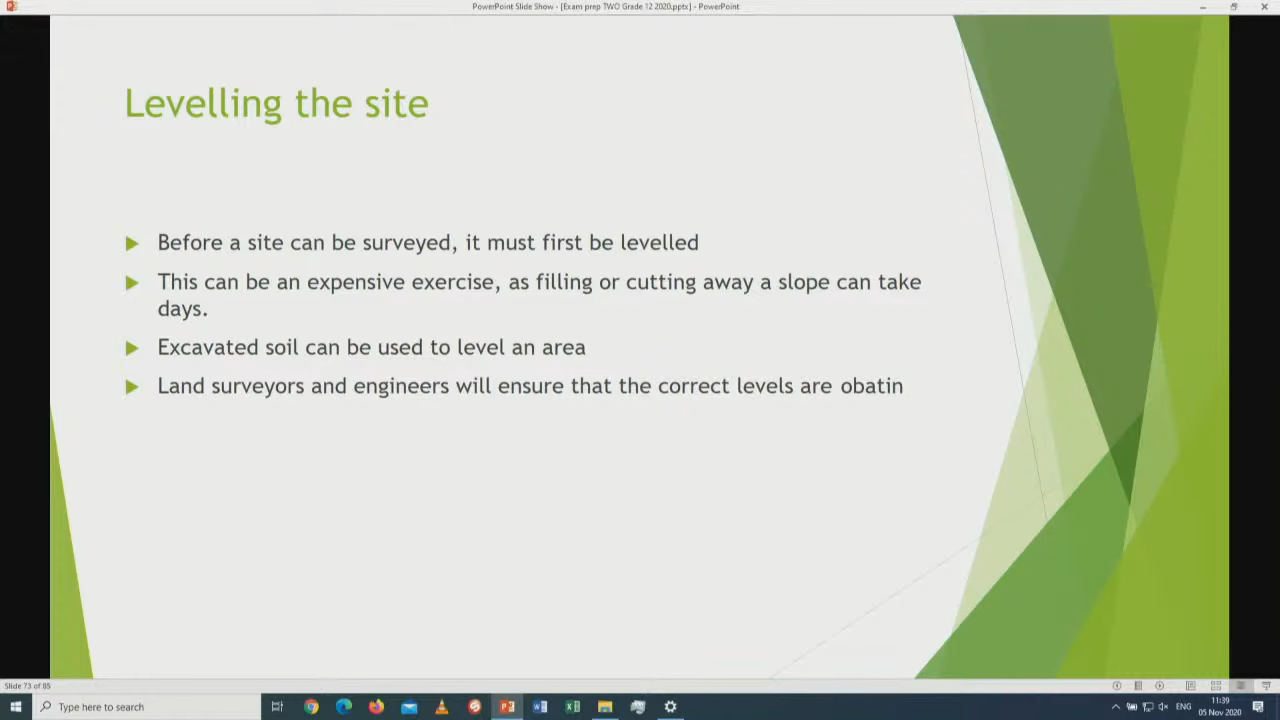 PowerPoint Slide Show - [Exam prep TWO Grade 12 2020.pptx] - PowerPoint
Levelling the site
Before a site can be surveyed, it must first be levelled
This can be an expensive exercise, as filling or cutting away a slope can take
days.
Excavated soil can be used to level an area
Land surveyors and engineers will ensure that the correct levels are obatin
Slide 73 of 85
Type here to search
ENG
11:39
05 Nov 2020